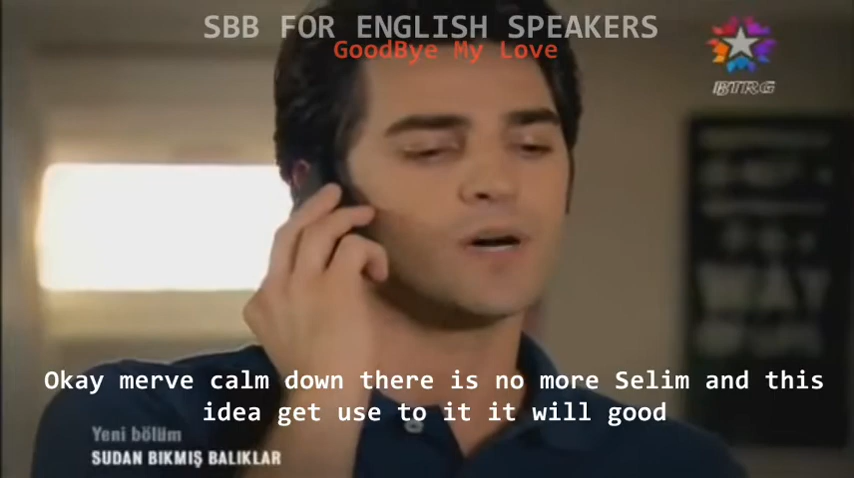 SBB FOR ENGLISH SPEAKERS
GoodBye My Love
BTRG
Okay merve calm down there is no more Selim and this
idea get use to it it will good
Yeni bölüm
SUDAN BIKMIŞ BALIKLAR